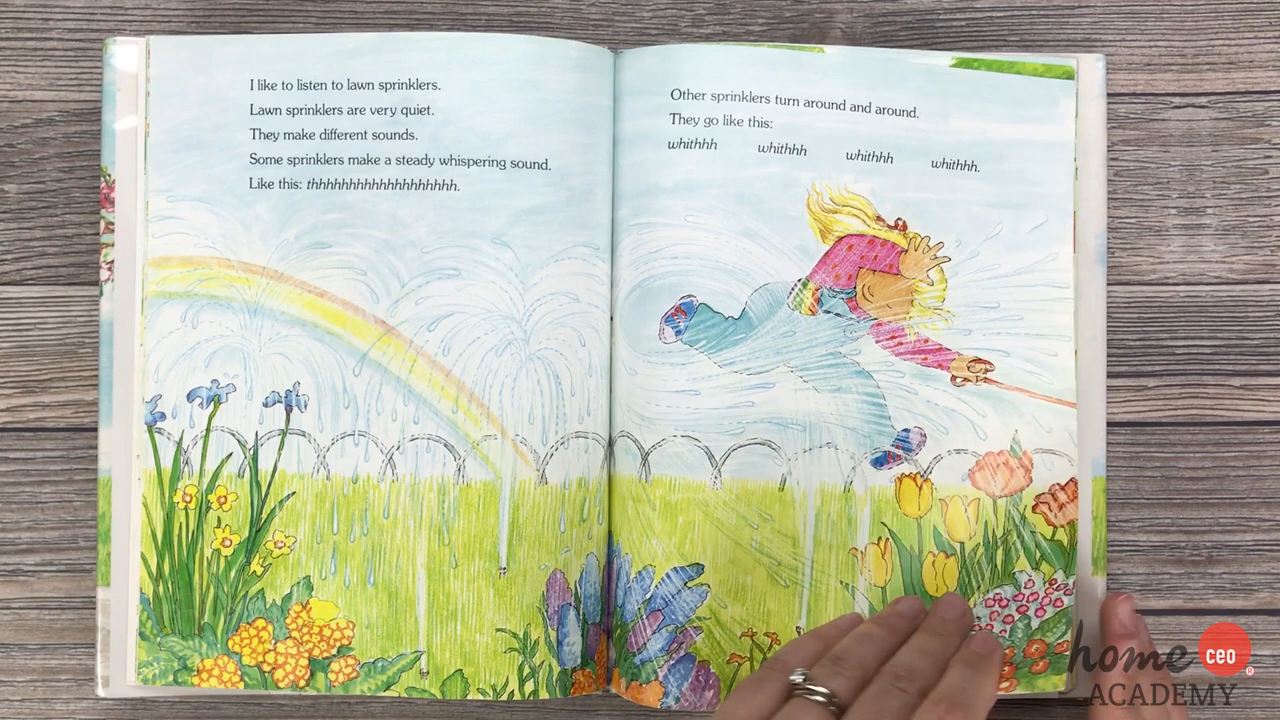 I like to listen to lawn sprinklers.
Lawn sprinklers are very quiet.
They make different sounds.
Some sprinklers make a steady whispering sound.
Like this: thhhhhhhhhhhhhhhhhhh.
Other sprinklers turn around and around.
They go like this:
whithhh whithhh whithhh whithhh.
home ceo ®
ACADEMY